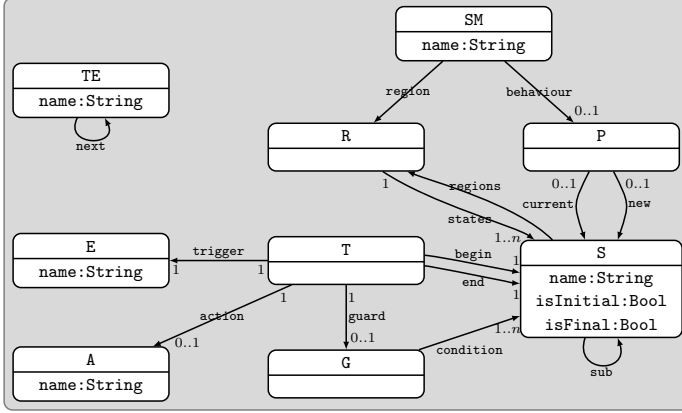 SM
name:String
TE
name:String
next
region
behaviour
0..1
R
P
1
regions
0..1
0..1
current
new
states
1..n
E
name:String
trigger
1
1
T
begin
1
end
1
S
name:String
isInitial:Bool
isFinal:Bool
sub
1
1
action
guard
0..1
0..1
1..n
condition
A
name:String
G